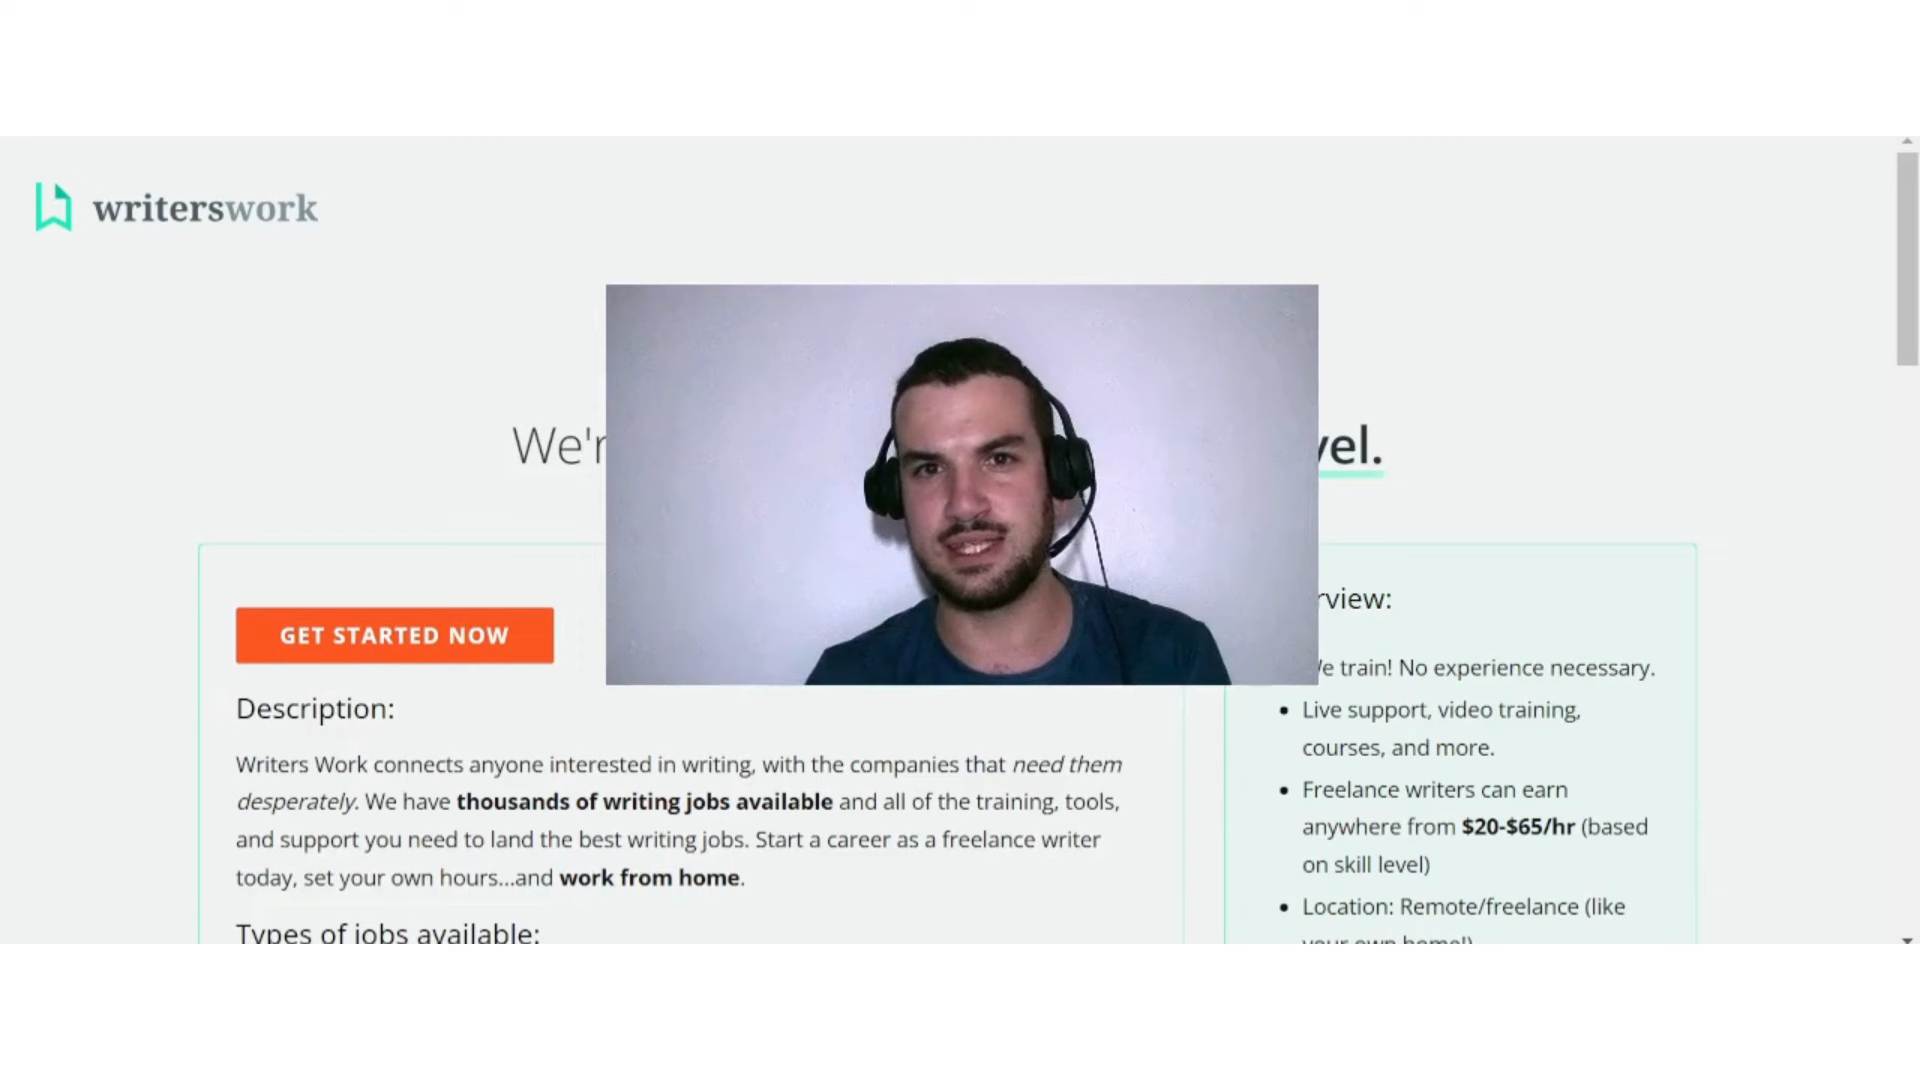 writerswork
We'r
vel.
GET STARTED NOW
rview:
We train! No experience necessary.
Live support, video training,
courses, and more.
Freelance writers can earn
anywhere from $20-$65/hr (based
on skill level)
Location: Remote/freelance (like
your own home!)
Description:
Writers Work connects anyone interested in writing, with the companies that need them
desperately. We have thousands of writing jobs available and all of the training, tools,
and support you need to land the best writing jobs. Start a career as a freelance writer
today, set your own hours...and work from home.
Types of jobs available: